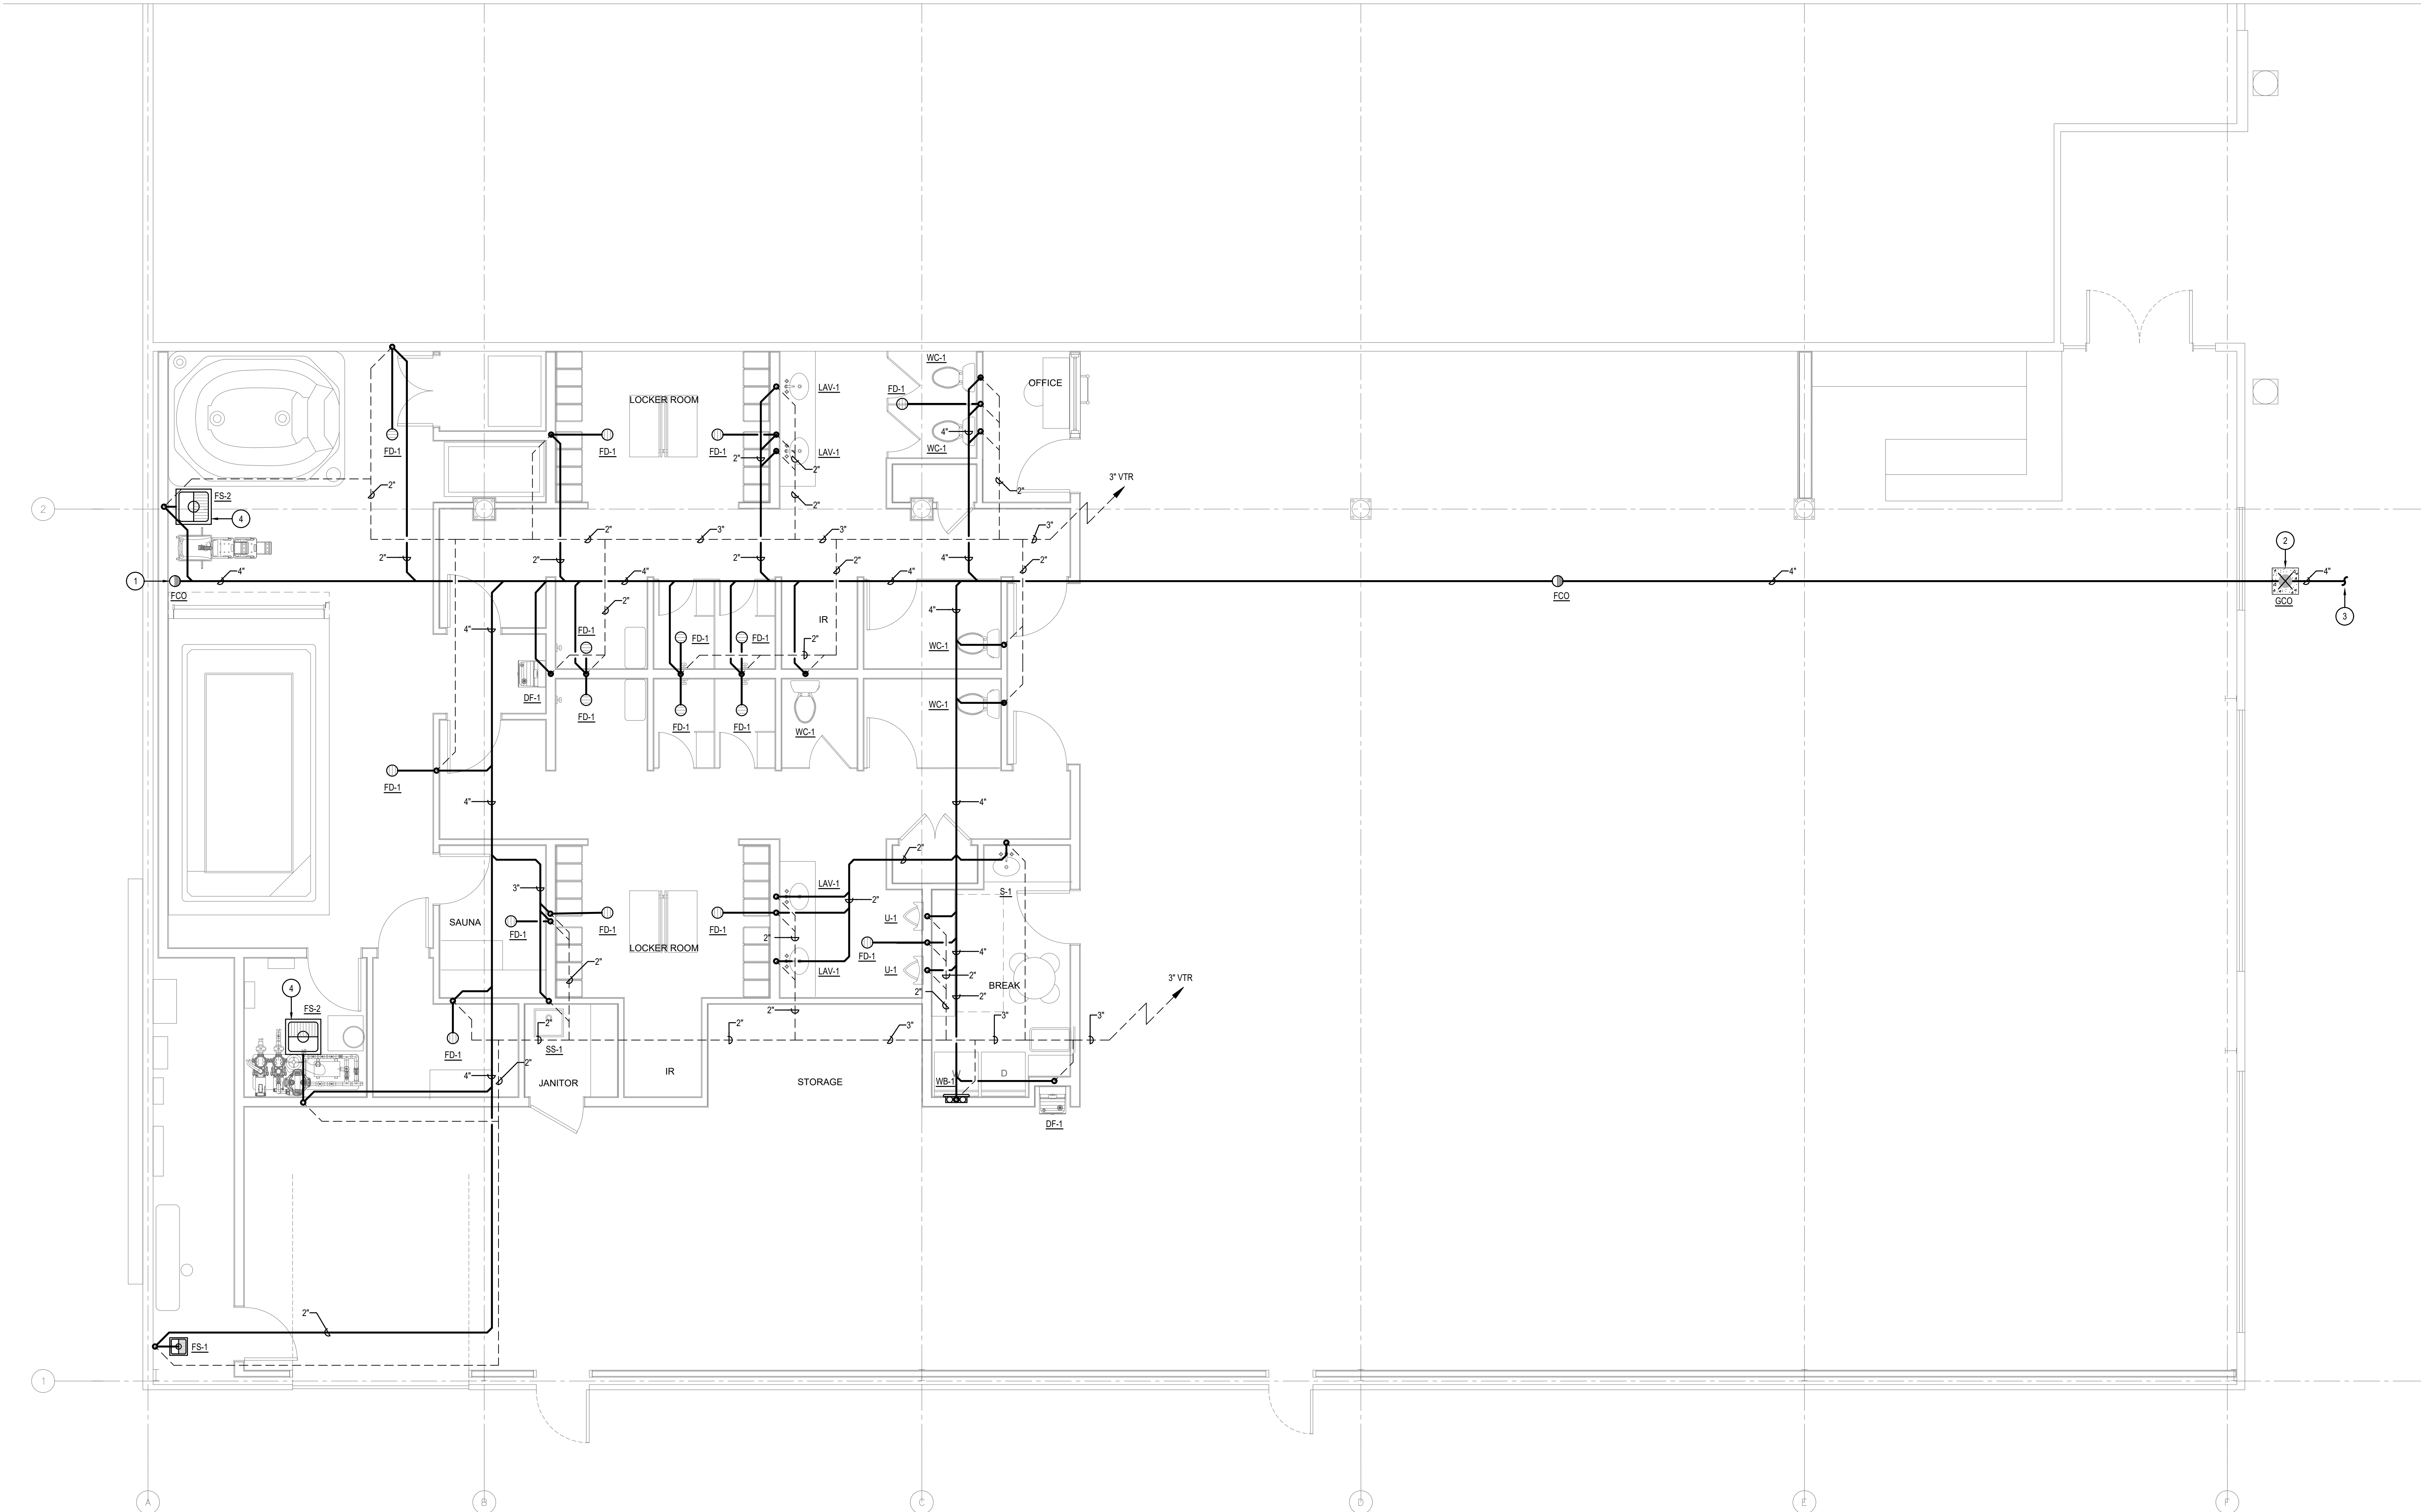 WC-1
OFFICE
LOCKER ROOM
FD-1
LAV-1
4"
FD-1
FD-1
FD-1
2"
LAV-1
WC-1
2"
3" VTR
2"
FS-2
2"
2"
4
2
2"
3"
3"
3"
2
2"
2"
2"
2"
4"
2"
1
4"
4"
4"
4"
4"
FCO
FCO
GCO
2"
4"
3
IR
4"
FD-1
FD-1
FD-1
2"
WC-1
DF-1
FD-1
FD-1
FD-1
WC-1
WC-1
FD-1
4"
4"
2"
3"
LAV-1
S-1
2"
U-1
SAUNA
FD-1
FD-1
FD-1
2"
LOCKER ROOM
FD-1
4"
2"
LAV-1
U-1
2"
3" VTR
4
BREAK
2"
2"
FS-2
2"
3"
3"
2"
2"
3"
FD-1
SS-1
2"
IR
W
D
4"
JANITOR
STORAGE
WB-1
DF-1
2"
FS-1
1
A
B
C
D
E
F